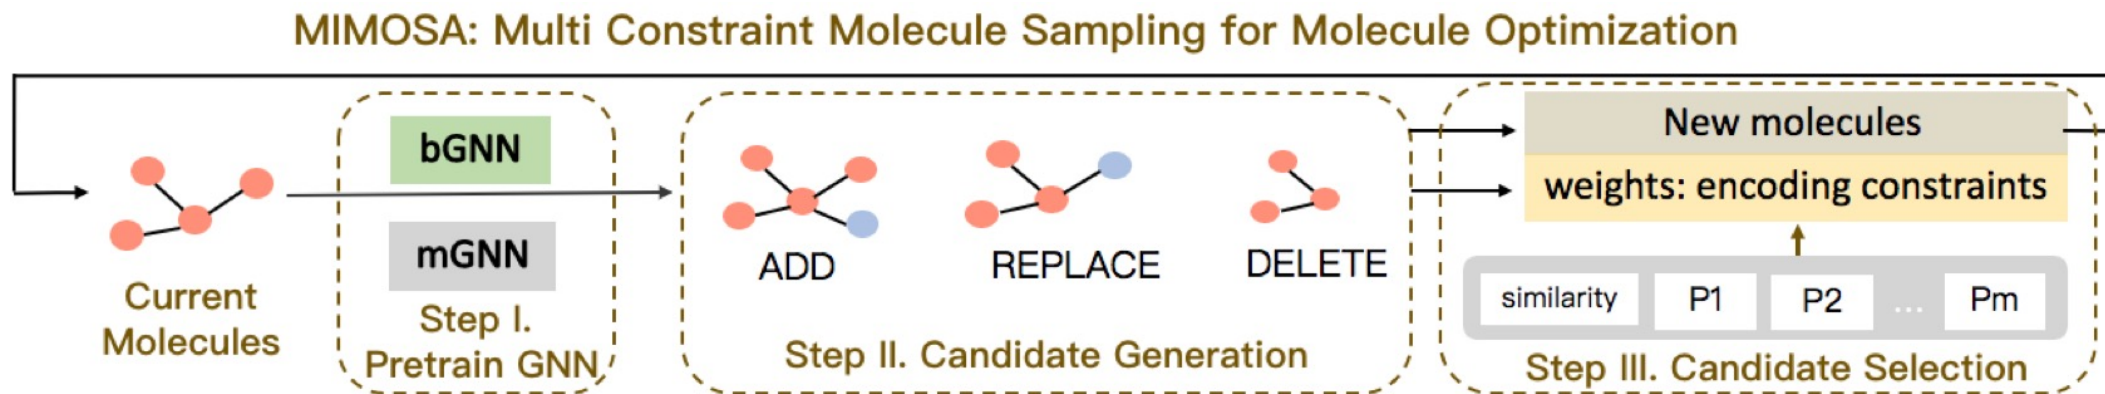 MIMOSA: Multi Constraint Molecule Sampling for Molecule Optimization
Current
Molecules
bGNN
mGNN
Step I.
Pretrain GNN
ADD
REPLACE
DELETE
Step II. Candidate Generation
New molecules
weights: encoding constraints
similarity
P1
P2
...
Pm
Step III. Candidate Selection